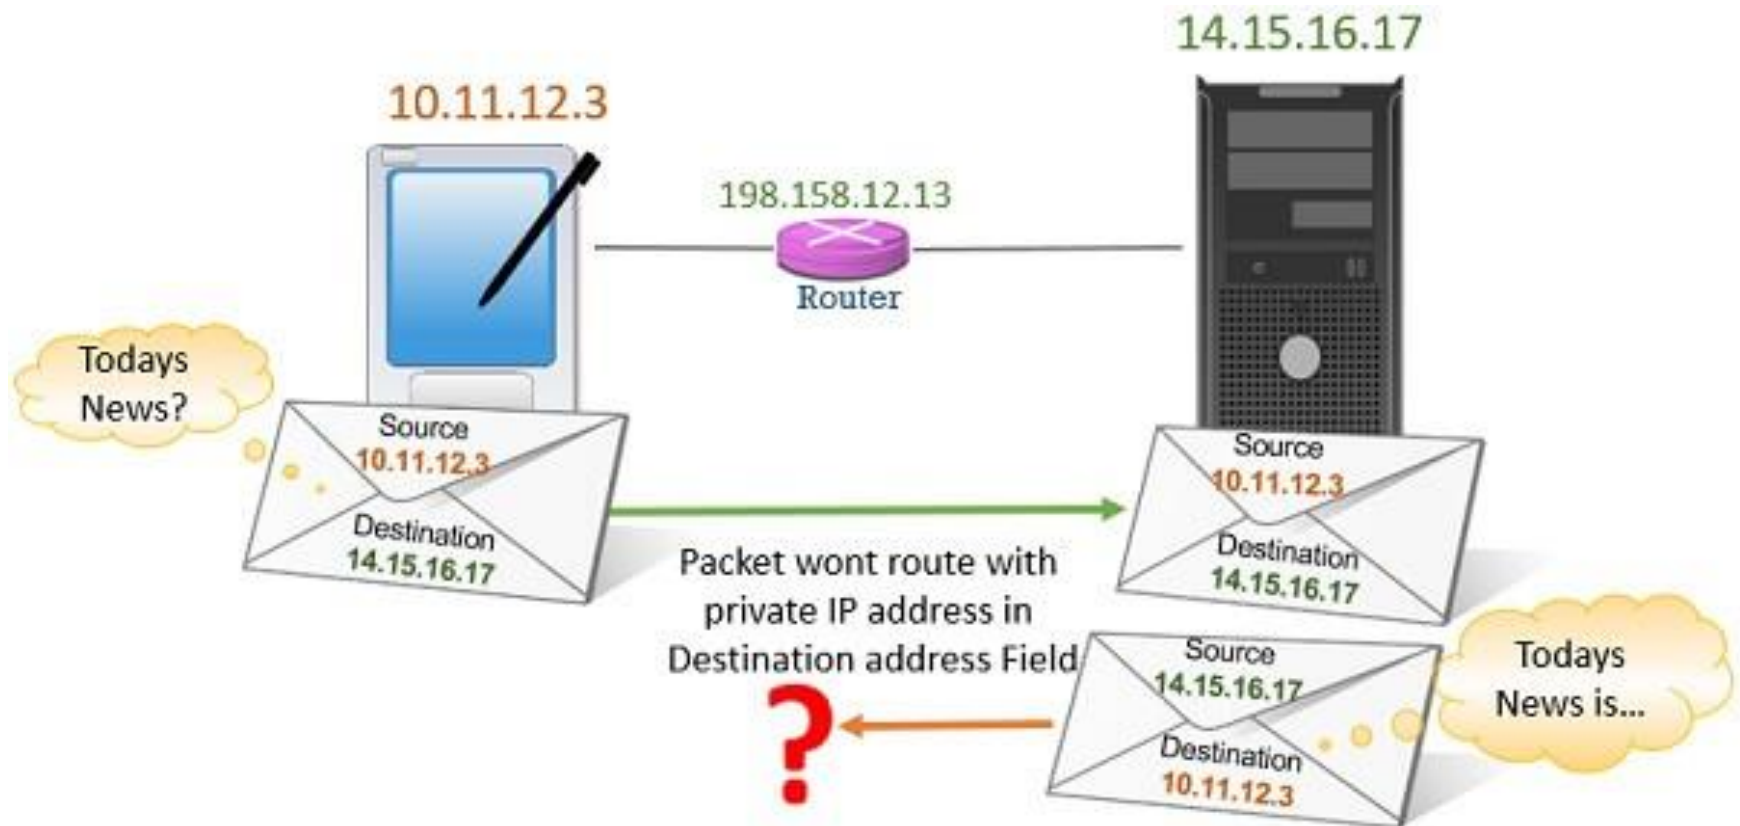 14.15.16.17
10.11.12.3
198.158.12.13
Router
Todays
News?
Source
10.11.12.3
Destination
14.15.16.17
Source
10.11.12.3
Destination
14.15.16.17
Packet wont route with
private IP address in
Destination address Field
?
Source
14.15.16.17
Destination
10.11.12.3
Todays
News is...